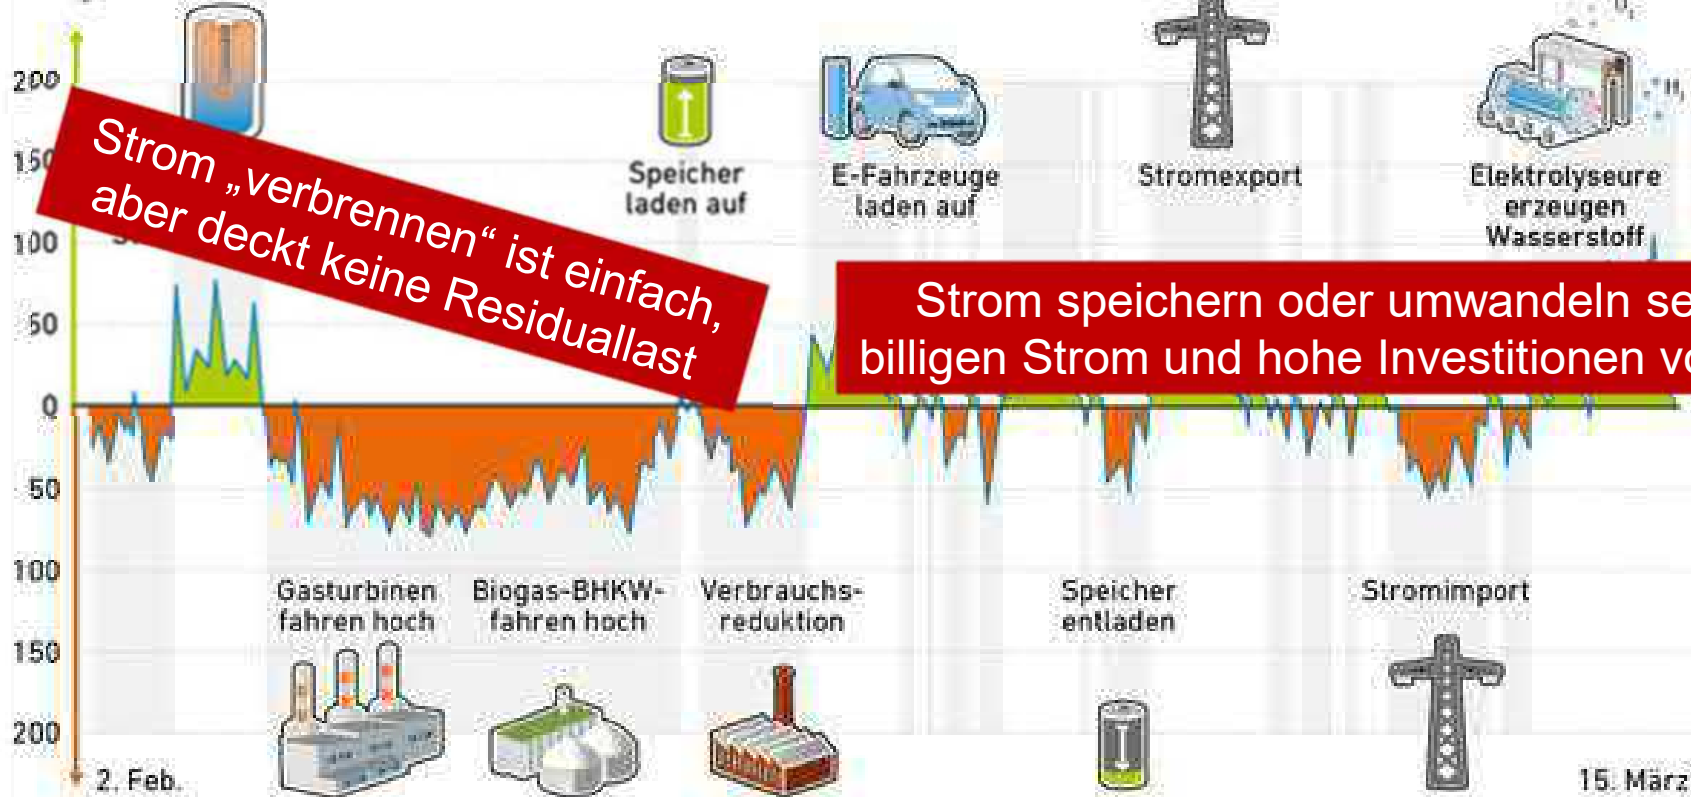 200
150
100
50
0
50
100
150
200
Strom „verbrennen“ ist einfach,
aber deckt keine Residuallast
Speicher
laden auf
E-Fahrzeuge
laden auf
Stromexport
Elektrolyseure
erzeugen
Wasserstoff
Strom speichern oder umwandeln se
billigen Strom und hohe Investitionen vo
Gasturbinen
fahren hoch
Biogas-BHKW-
fahren hoch
Verbrauchs-
reduktion
Speicher
entladen
Stromimport
2. Feb.
15. März